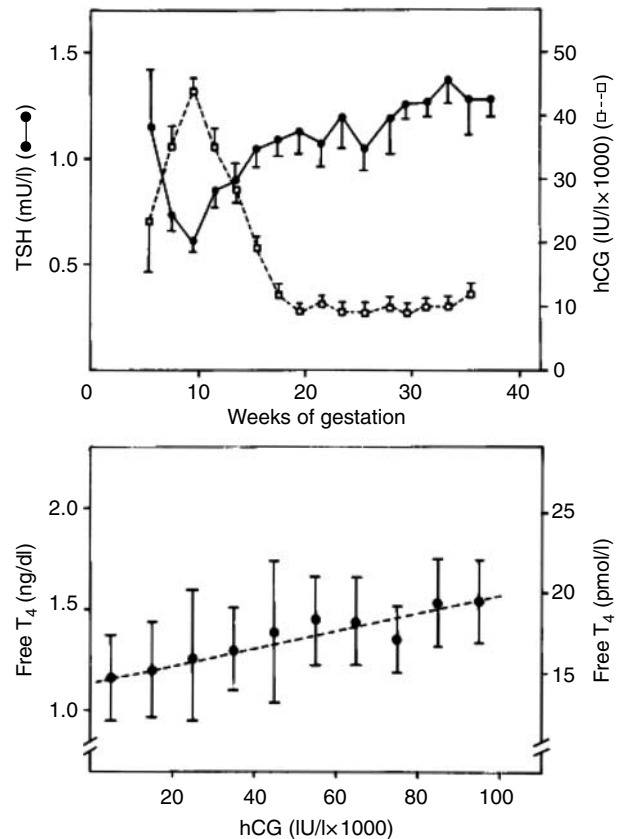 1.5
1.0
0.5
TSH (mU/l) (●—●)
50
40
30
20
10
0
hCG (IU/l×1000) (□---□)
0 10 20 30 40
Weeks of gestation
2.0
1.5
1.0
Free T₄ (ng/dl)
25
20
15
Free T₄ (pmol/l)
20 40 60 80 100
hCG (IU/l×1000)